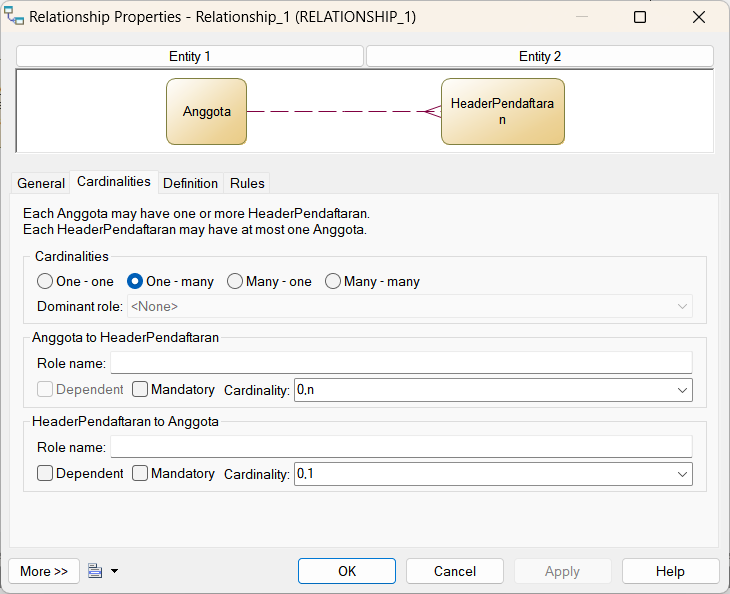 Relationship Properties - Relationship_1 (RELATIONSHIP_1)
Entity 1
Entity 2
Anggota
HeaderPendaftara
n
General
Cardinalities
Definition
Rules
Each Anggota may have one or more HeaderPendaftaran.
Each HeaderPendaftaran may have at most one Anggota.
Cardinalities
One - one
One - many
Many - one
Many - many
Dominant role: <None>
Anggota to HeaderPendaftaran
Role name:
Dependent
Mandatory
Cardinality: 0,n
HeaderPendaftaran to Anggota
Role name:
Dependent
Mandatory
Cardinality: 0,1
More >>
OK
Cancel
Apply
Help